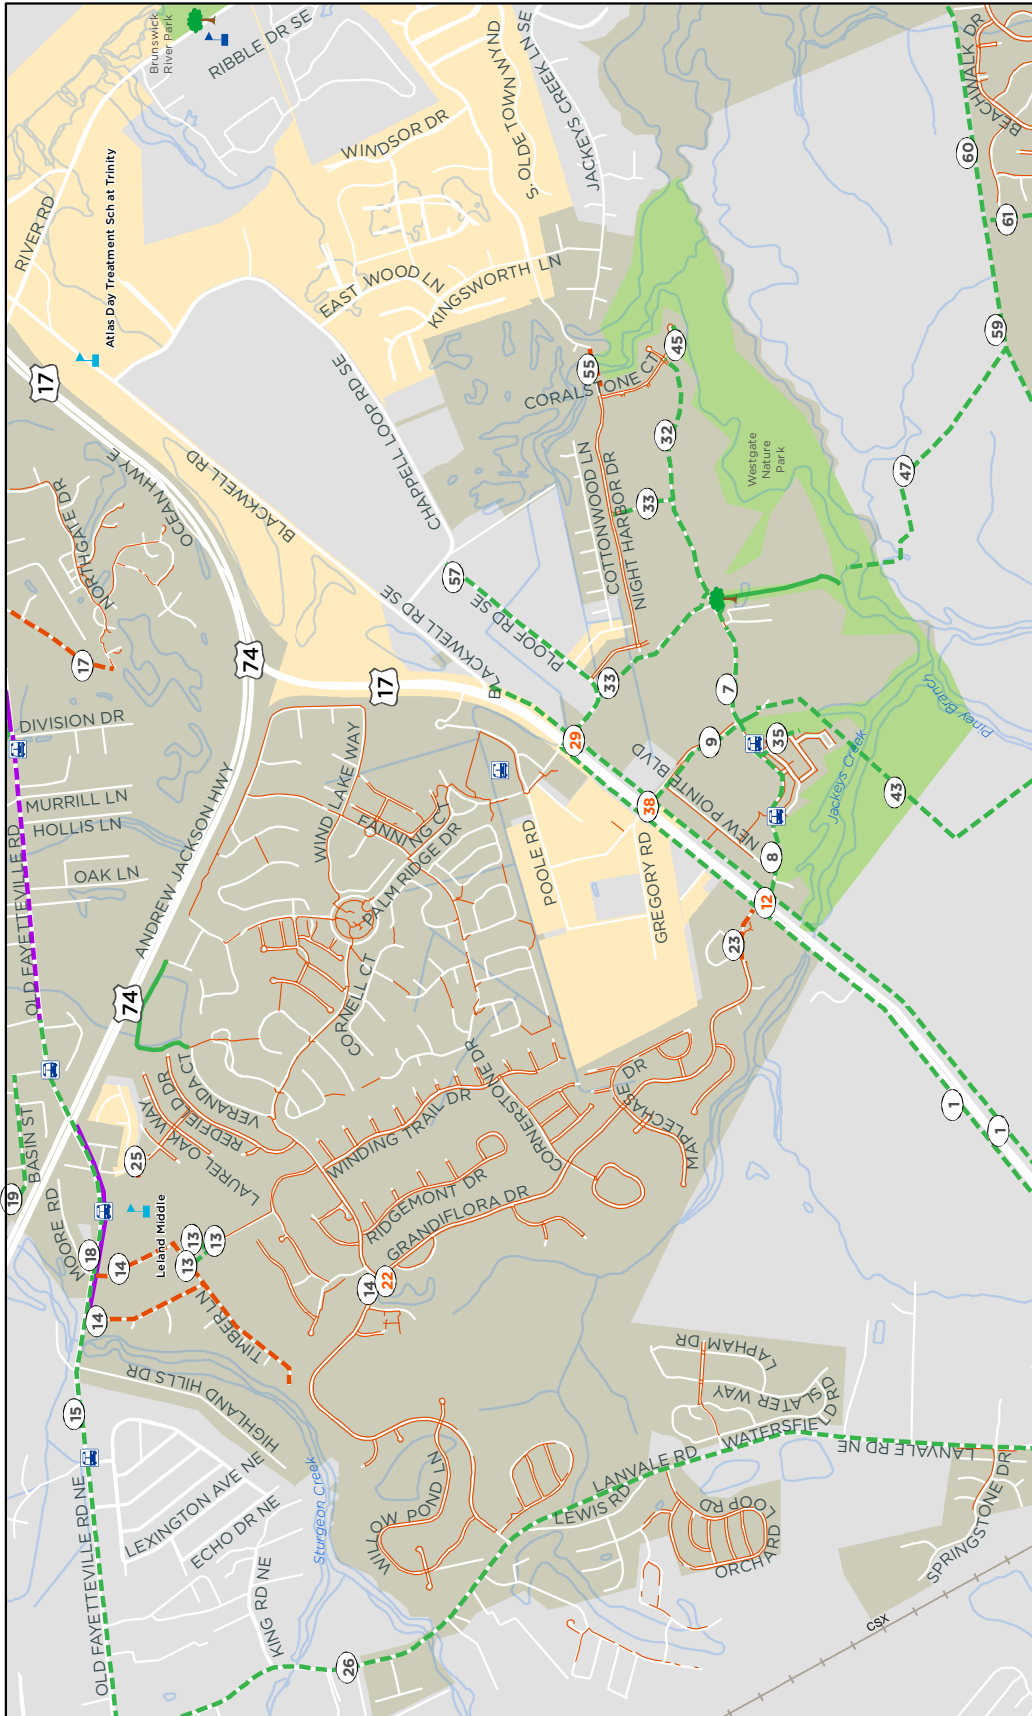 Brunswick
River Park
RIBBLE DR SE
RIVER RD
Atlas Day Treatment Sch at Trinity
WINDSOR DR
S. OLDE TOWN WYND
JACKEYS CREEK LN SE
BEACHWALK DR
60
61
59
EAST WOOD LN
KINGSWORTH LN
17
CHAPPELL LOOP RD SE
55
CORALSTONE CT
45
32
33
Westgate
Nature
Park
47
OCEAN HWY E
BLACKWELL RD
NORTHGATE DR
COTTONWOOD LN
NIGHT HARBOR DR
57
PLOOF RD SE
BLACKWELL RD SE
17
74
17
33
7
DIVISION DR
29
9
35
Piney Branch
Jackeys Creek
43
MURRILL LN
HOLLIS LN
OAK LN
OLD FAYETTEVILLE RD
ANDREW JACKSON HWY
WIND LAKE WAY
FANNING CT
PALM RIDGE DR
POOLE RD
GREGORY RD
38
NEW POINTE BLVD
8
12
23
74
CORNELL CT
BASIN ST
19
MOORE RD
18
25
VERANDA CT
REDFIELD DR
LAUREL OAK WAY
WINDING TRAIL DR
CORNERSTONE DR
MAPLECHASE DR
1
1
Leland Middle
14
13
13
13
RIDGEMONT DR
GRANDIFLORA DR
14
22
14
TIMBER LN
HIGHLAND HILLS DR
15
OLD FAYETTEVILLE RD NE
LEXINGTON AVE NE
ECHO DR NE
KING RD NE
Sturgeon Creek
WILLOW POND LN
LEWIS RD
LANVALE RD
WATERSFIELD RD
SLATER WAY
LAPHAM DR
LANVALE RD NE
ORCHARD LOOP RD
SPRINGSTONE DR
CSX
26